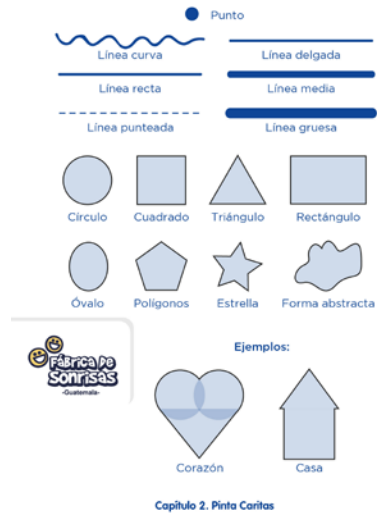 Punto
Línea curva
Línea delgada
Línea recta
Línea media
Línea punteada
Línea gruesa
Círculo Cuadrado Triángulo Rectángulo
Óvalo Polígonos Estrella Forma abstracta
FáBRiCa De
SONRiSaS
-Guatemala-
Ejemplos:
Corazón Casa
Capítulo 2. Pinta Caritas